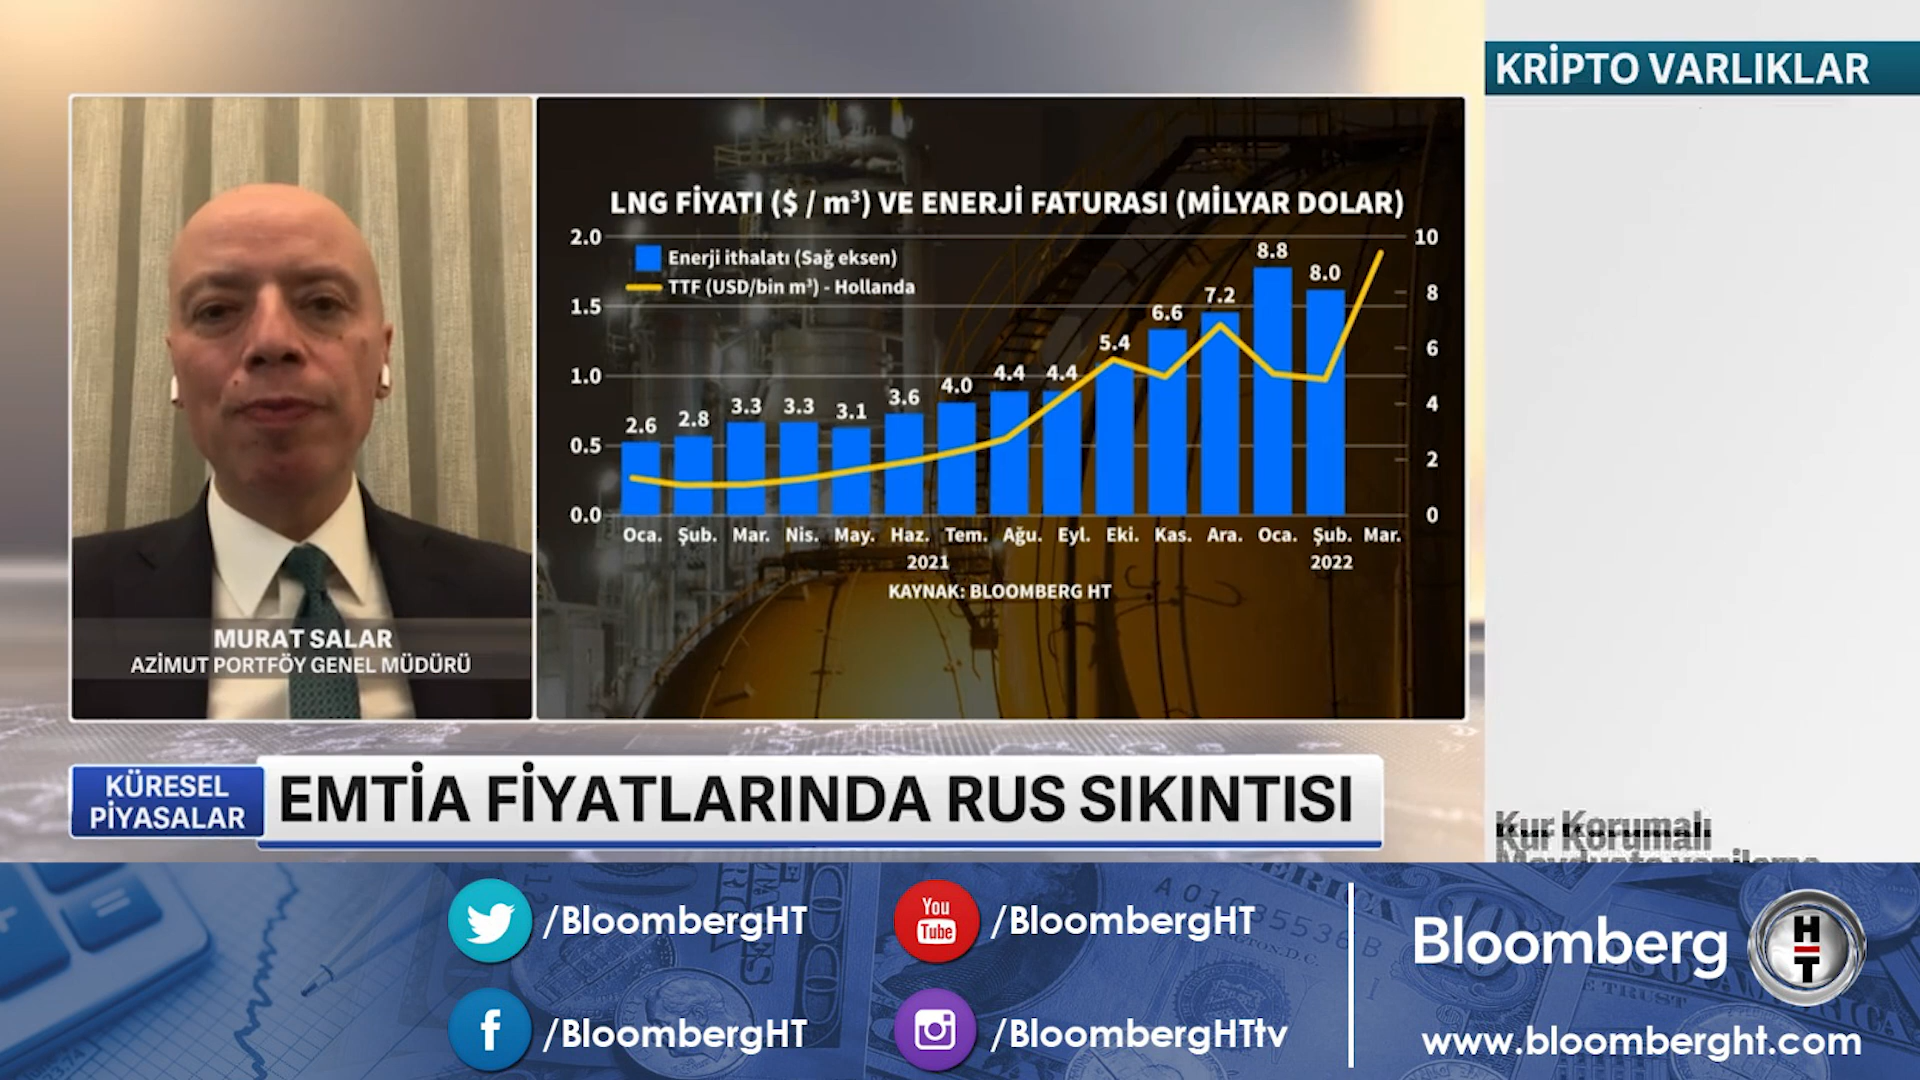 KRİPTO VARLIKLAR
LNG FİYATI ($ / m³) VE ENERJİ FATURASI (MİLYAR DOLAR)
2.0
1.5
1.0
0.5
0.0
10
8
6
4
2
0
Enerji ithalatı (Sağ eksen)
TTF (USD/bin m³) - Hollanda
2.6 2.8 3.3 3.3 3.1 3.6 4.0 4.4 4.4 5.4 6.6 7.2 8.8 8.0
Oca. Şub. Mar. Nis. May. Haz. Tem. Ağu. Eyl. Eki. Kas. Ara. Oca. Şub. Mar.
2021 2022
KAYNAK: BLOOMBERG HT
MURAT SALAR
AZİMUT PORTFÖY GENEL MÜDÜRÜ
KÜRESEL
PİYASALAR
EMTİA FİYATLARINDA RUS SIKINTISI
Kur Korumalı
/BloombergHT
You
Tube
/BloombergHT
f
/BloombergHT
/BloombergHTtv
Bloomberg
HT
www.bloomberght.com